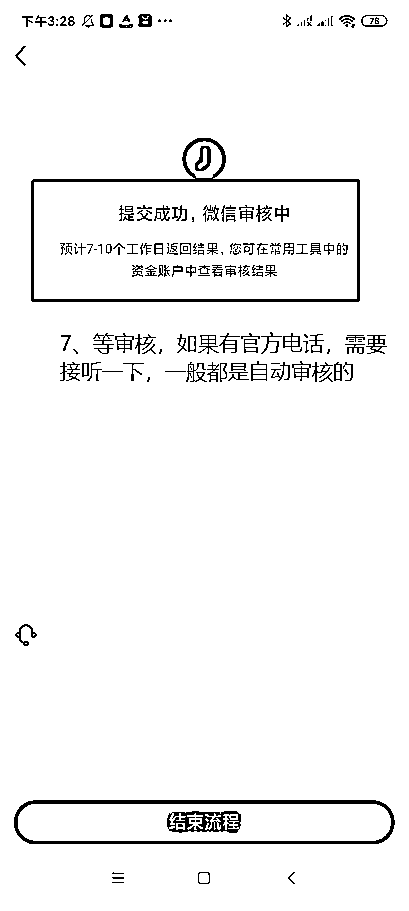 下午3:28
76
提交成功，微信审核中
预计7-10个工作日返回结果，您可在常用工具中的
资金账户中查看审核结果
7、等审核，如果有官方电话，需要
接听一下，一般都是自动审核的
结束流程